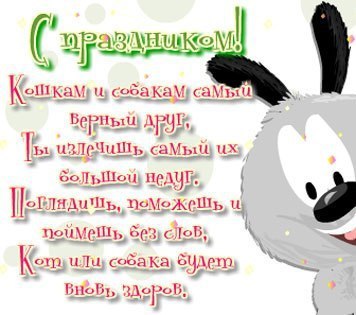 С праздником!
Кошкам и собакам самый
верный друг,
Ты излечишь самый их
большой недуг.
Поглядишь, поможешь и
поймешь без слов,
Кот или собака будет
вновь здоров.